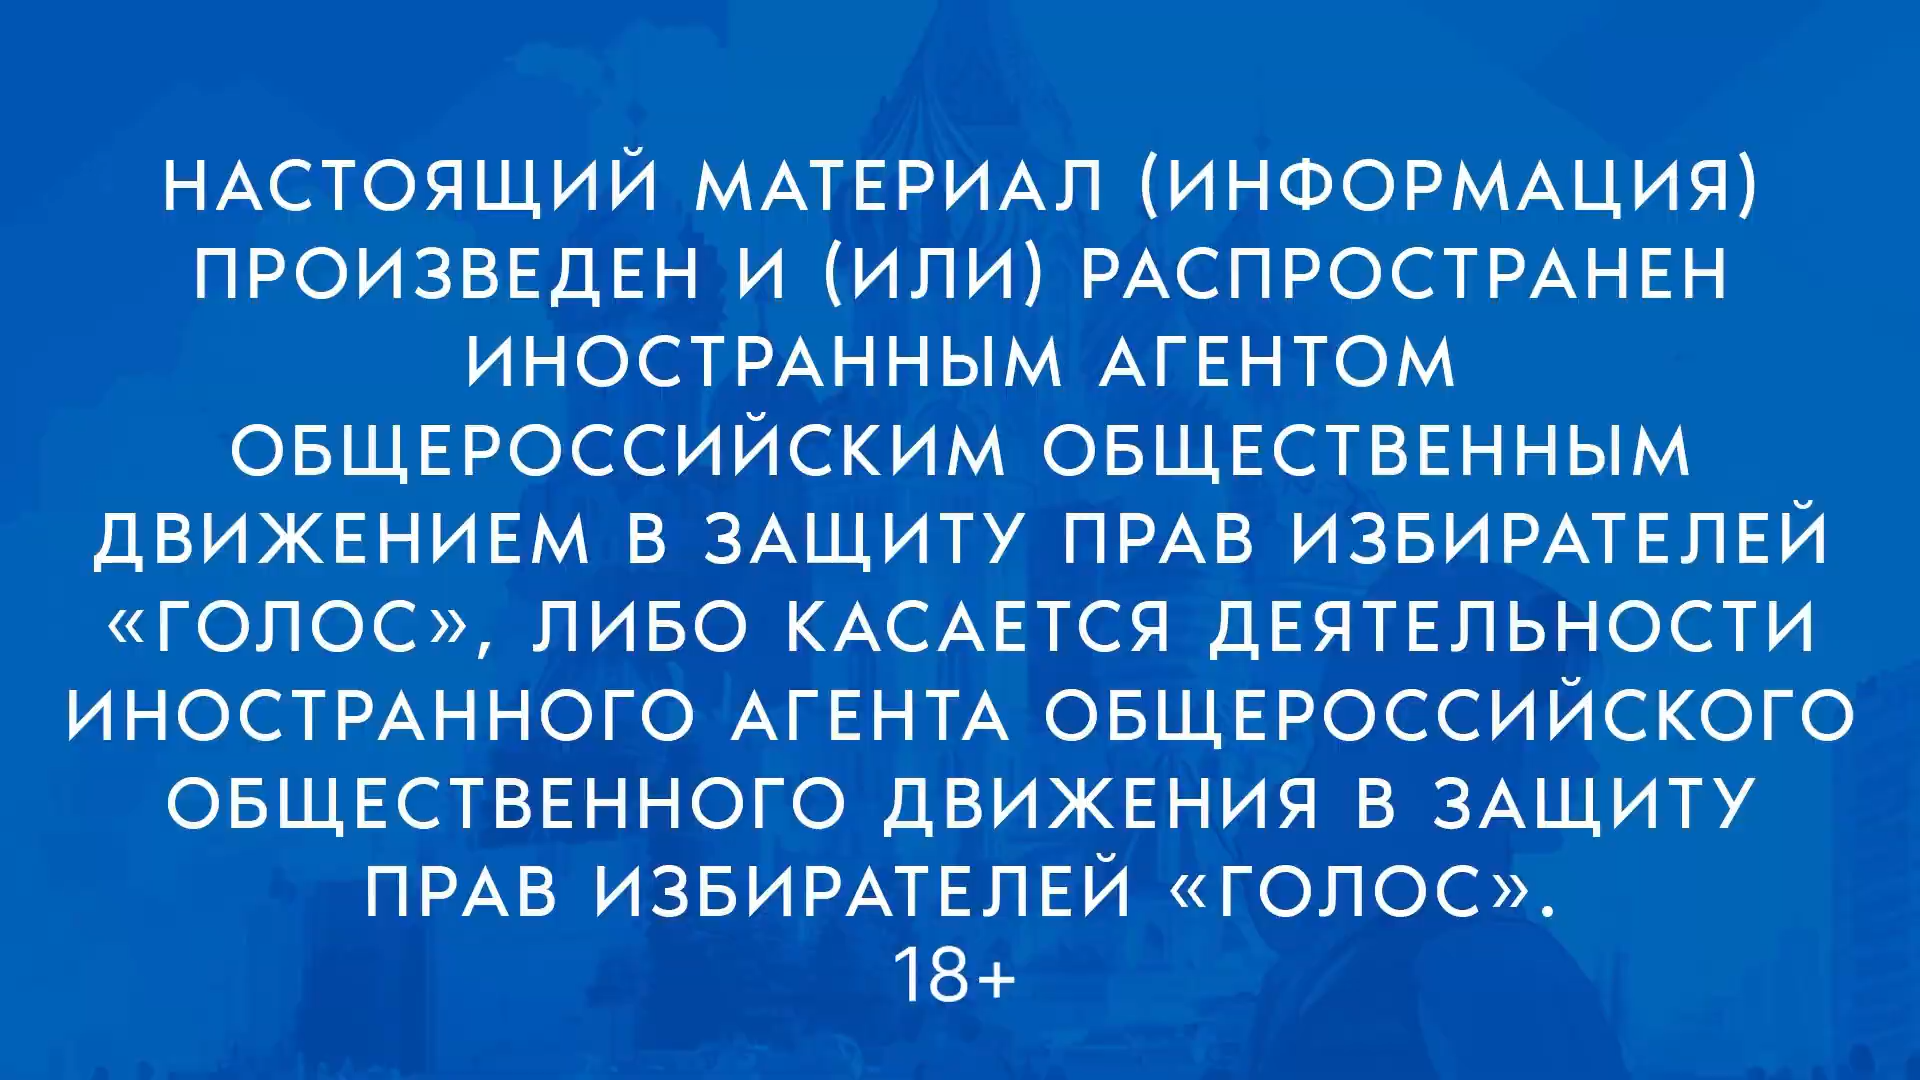 НАСТОЯЩИЙ МАТЕРИАЛ (ИНФОРМАЦИЯ)
ПРОИЗВЕДЕН И (ИЛИ) РАСПРОСТРАНЕН
ИНОСТРАННЫМ АГЕНТОМ
ОБЩЕРОССИЙСКИМ ОБЩЕСТВЕННЫМ
ДВИЖЕНИЕМ В ЗАЩИТУ ПРАВ ИЗБИРАТЕЛЕЙ
«ГОЛОС», ЛИБО КАСАЕТСЯ ДЕЯТЕЛЬНОСТИ
ИНОСТРАННОГО АГЕНТА ОБЩЕРОССИЙСКОГО
ОБЩЕСТВЕННОГО ДВИЖЕНИЯ В ЗАЩИТУ
ПРАВ ИЗБИРАТЕЛЕЙ «ГОЛОС».
18+